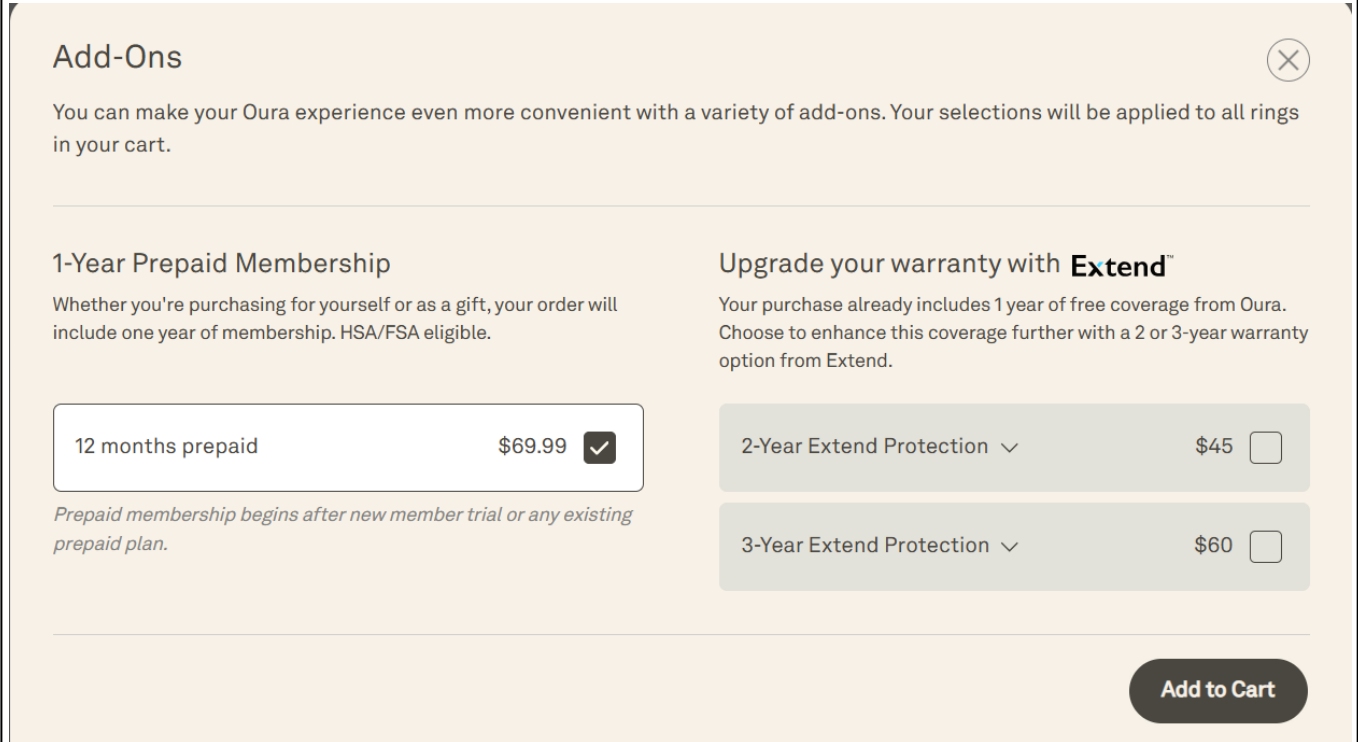 Add-Ons
You can make your Oura experience even more convenient with a variety of add-ons. Your selections will be applied to all rings
in your cart.
1-Year Prepaid Membership
Whether you're purchasing for yourself or as a gift, your order will
include one year of membership. HSA/FSA eligible.
12 months prepaid $69.99
Prepaid membership begins after new member trial or any existing
prepaid plan.
Upgrade your warranty with Extend™
Your purchase already includes 1 year of free coverage from Oura.
Choose to enhance this coverage further with a 2 or 3-year warranty
option from Extend.
2-Year Extend Protection $45
3-Year Extend Protection $60
Add to Cart